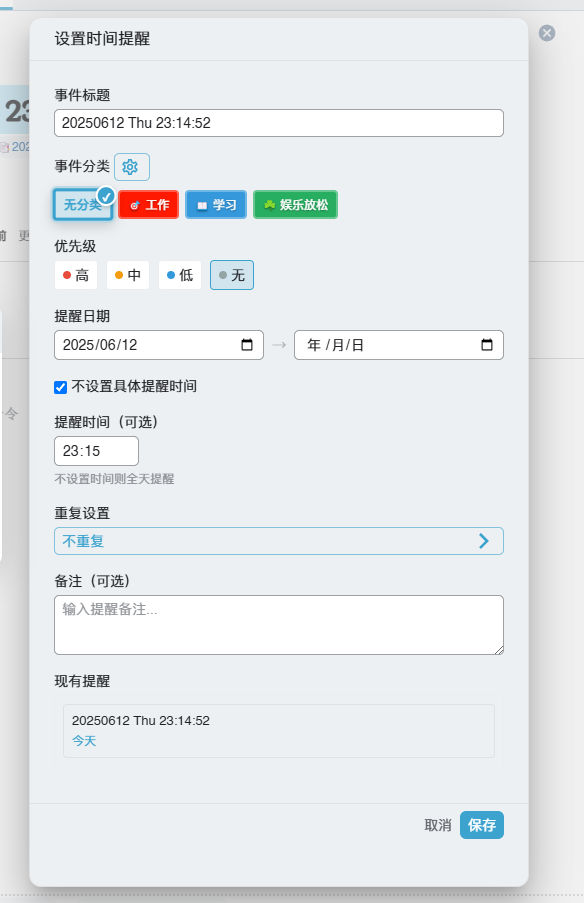 设置时间提醒
23
202
前 更
令
事件标题
20250612 Thu 23:14:52
事件分类
无分类 工作 学习 娱乐放松
优先级
高 中 低 无
提醒日期
2025/06/12 → 年 /月/日
不设置具体提醒时间
提醒时间（可选）
23:15
不设置时间则全天提醒
重复设置
不重复
备注（可选）
输入提醒备注...
现有提醒
20250612 Thu 23:14:52
今天
取消 保存